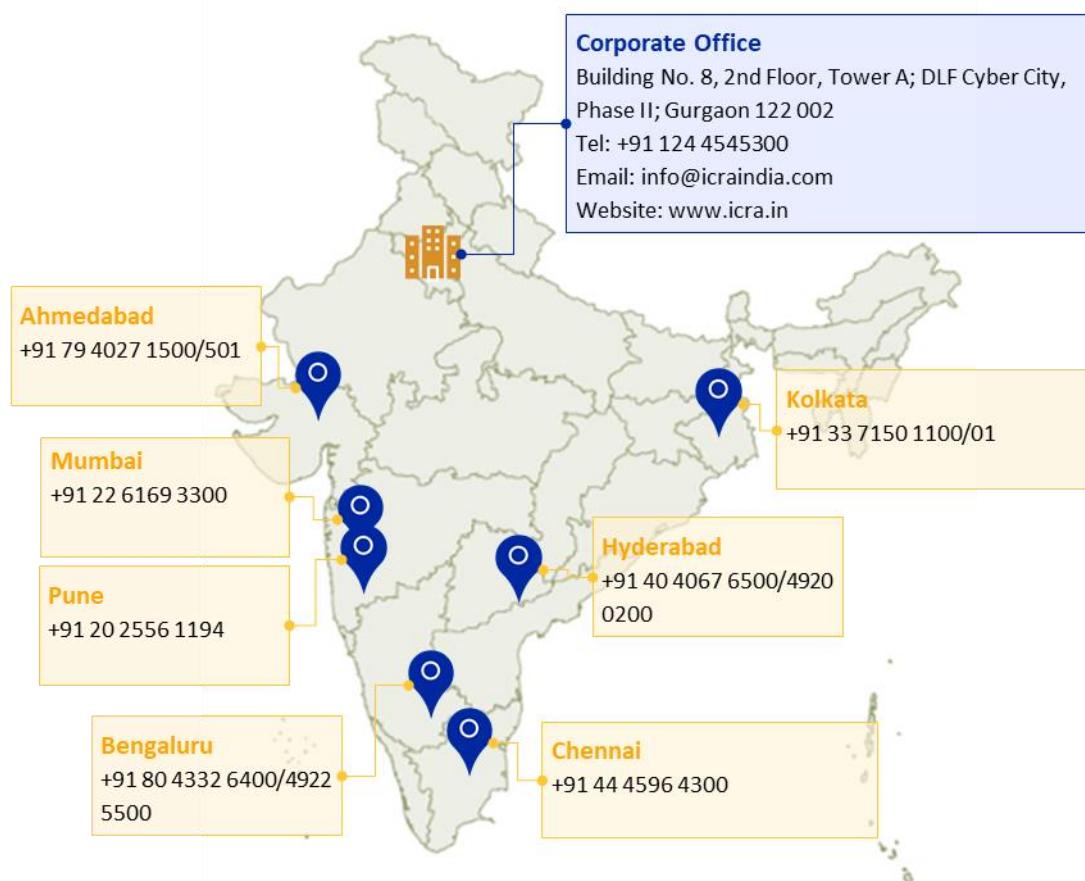 Corporate Office
Building No. 8, 2nd Floor, Tower A; DLF Cyber City,
Phase II; Gurgaon 122 002
Tel: +91 124 4545300
Email: info@icraindia.com
Website: www.icra.in
Ahmedabad
+91 79 4027 1500/501
Kolkata
+91 33 7150 1100/01
Mumbai
+91 22 6169 3300
Hyderabad
+91 40 4067 6500/4920
0200
Pune
+91 20 2556 1194
Bengaluru
+91 80 4332 6400/4922
5500
Chennai
+91 44 4596 4300